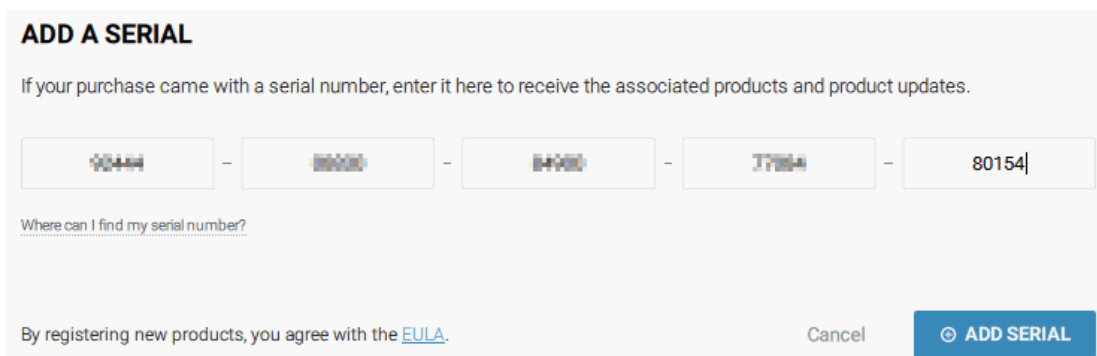 ADD A SERIAL
If your purchase came with a serial number, enter it here to receive the associated products and product updates.
– – – – 80154
Where can I find my serial number?
By registering new products, you agree with the EULA. Cancel ADD SERIAL